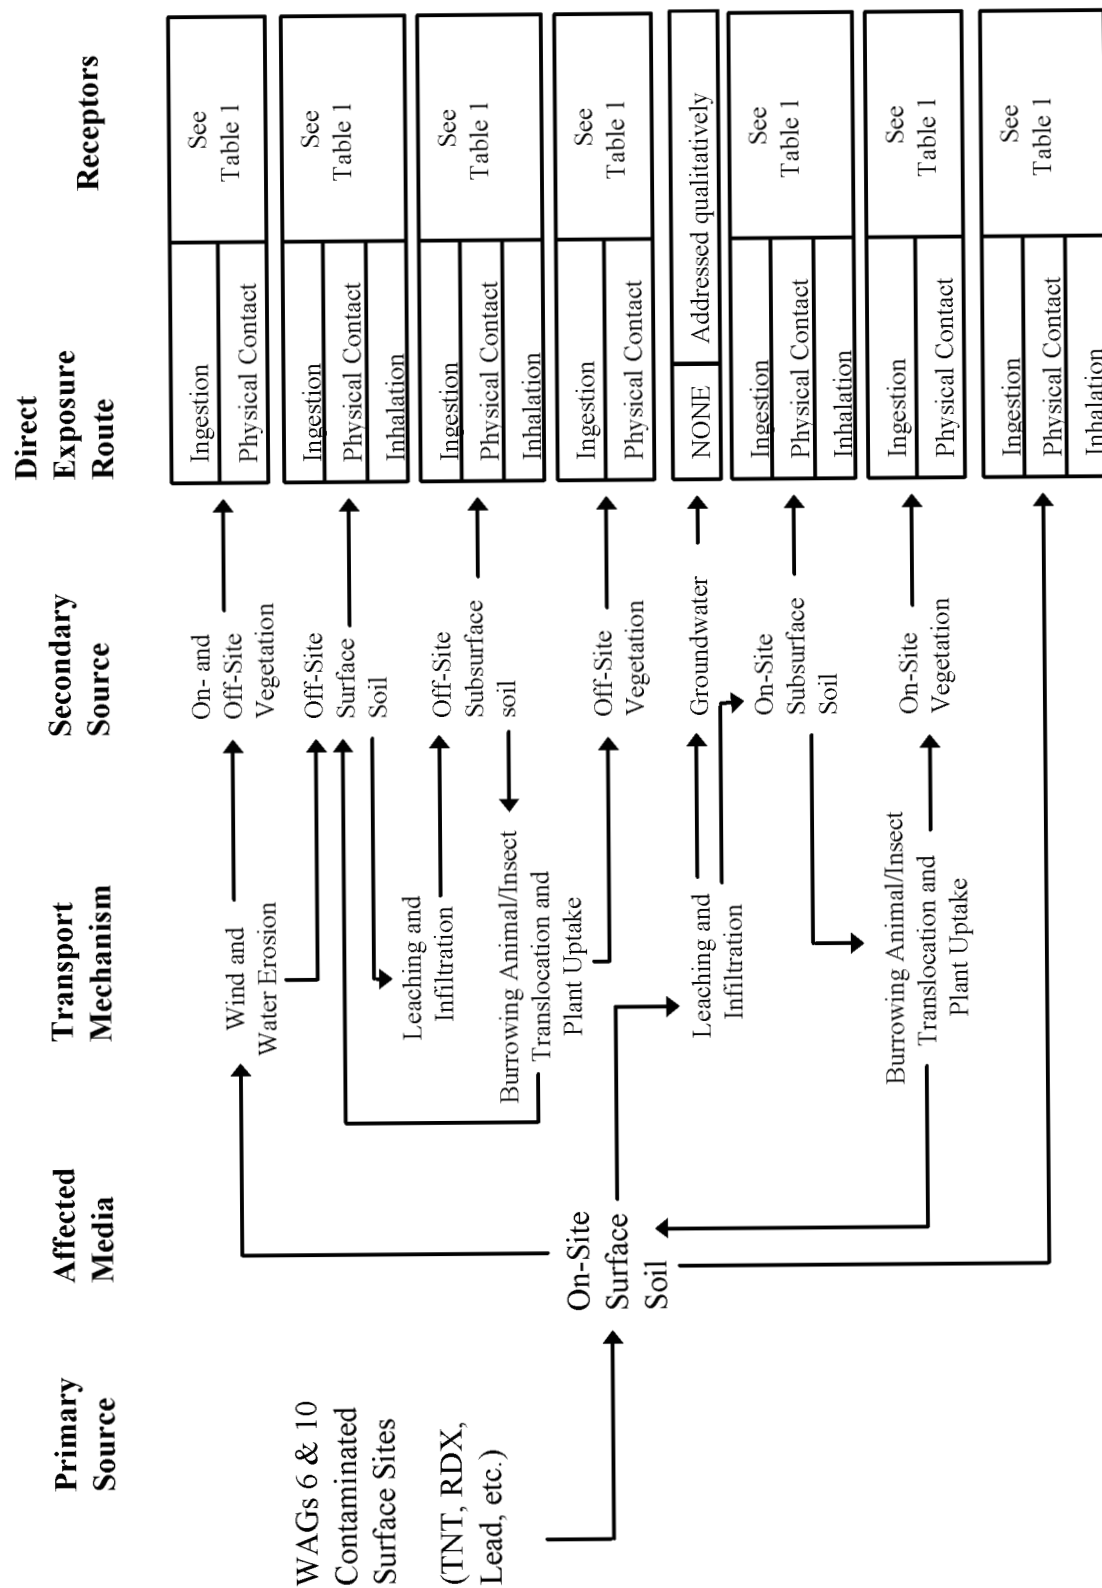 Primary
Source
Affected
Media
Transport
Mechanism
Secondary
Source
Direct
Exposure
Route
Receptors
WAGs 6 & 10
Contaminated
Surface Sites
(TNT, RDX,
Lead, etc.)
On-Site
Surface
Soil
Wind and
Water Erosion
Leaching and
Infiltration
Burrowing Animal/Insect
Translocation and
Plant Uptake
Leaching and
Infiltration
Burrowing Animal/Insect
Translocation and
Plant Uptake
On- and
Off-Site
Vegetation
Off-Site
Surface
Soil
Off-Site
Subsurface
soil
Off-Site
Vegetation
Groundwater
On-Site
Subsurface
Soil
On-Site
Vegetation
Ingestion
Physical Contact
See
Table 1
Ingestion
Physical Contact
Inhalation
See
Table 1
Ingestion
Physical Contact
Inhalation
See
Table 1
Ingestion
Physical Contact
See
Table 1
NONE
Addressed qualitatively
Ingestion
Physical Contact
Inhalation
See
Table 1
Ingestion
Physical Contact
See
Table 1
Ingestion
Physical Contact
Inhalation
See
Table 1